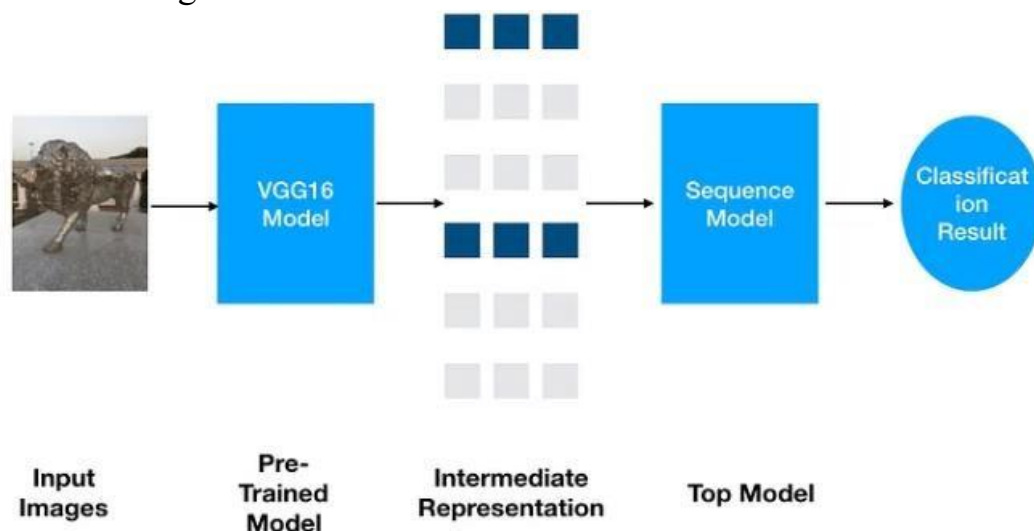 VGG16
Model
Sequence
Model
Classificat
ion
Result
Input
Images
Pre-
Trained
Model
Intermediate
Representation
Top Model